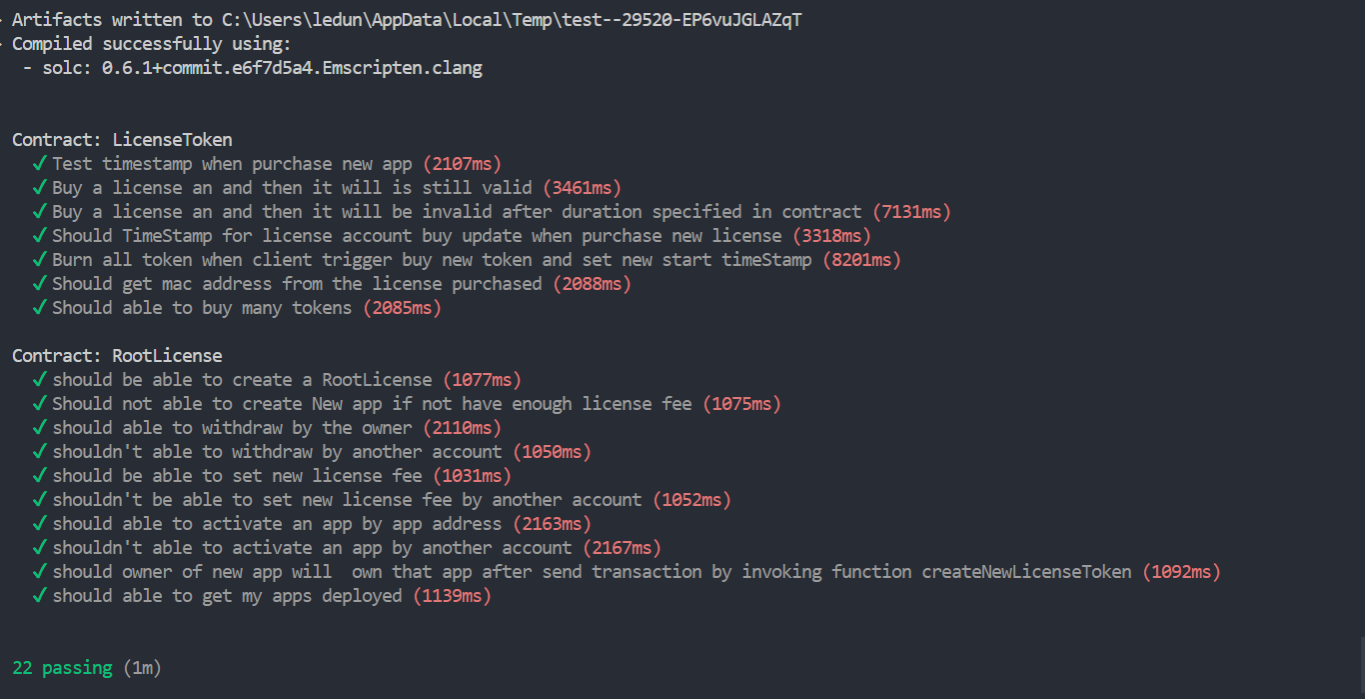 Artifacts written to C:\Users\ledun\AppData\Local\Temp\test--29520-EP6vuJGLAZqT
Compiled successfully using:
- solc: 0.6.1+commit.e6f7d5a4.Emscripten.clang
Contract: LicenseToken
✓ Test timestamp when purchase new app (2107ms)
✓ Buy a license an and then it will is still valid (3461ms)
✓ Buy a license an and then it will be invalid after duration specified in contract (7131ms)
✓ Should TimeStamp for license account buy update when purchase new license (3318ms)
✓ Burn all token when client trigger buy new token and set new start timeStamp (8201ms)
✓ Should get mac address from the license purchased (2088ms)
✓ Should able to buy many tokens (2085ms)
Contract: RootLicense
✓ should be able to create a RootLicense (1077ms)
✓ Should not able to create New app if not have enough license fee (1075ms)
✓ should able to withdraw by the owner (2110ms)
✓ shouldn't able to withdraw by another account (1050ms)
✓ should be able to set new license fee (1031ms)
✓ shouldn't be able to set new license fee by another account (1052ms)
✓ should able to activate an app by app address (2163ms)
✓ shouldn't able to activate an app by another account (2167ms)
✓ should owner of new app will  own that app after send transaction by invoking function createNewLicenseToken (1092ms)
✓ should able to get my apps deployed (1139ms)
22 passing (1m)